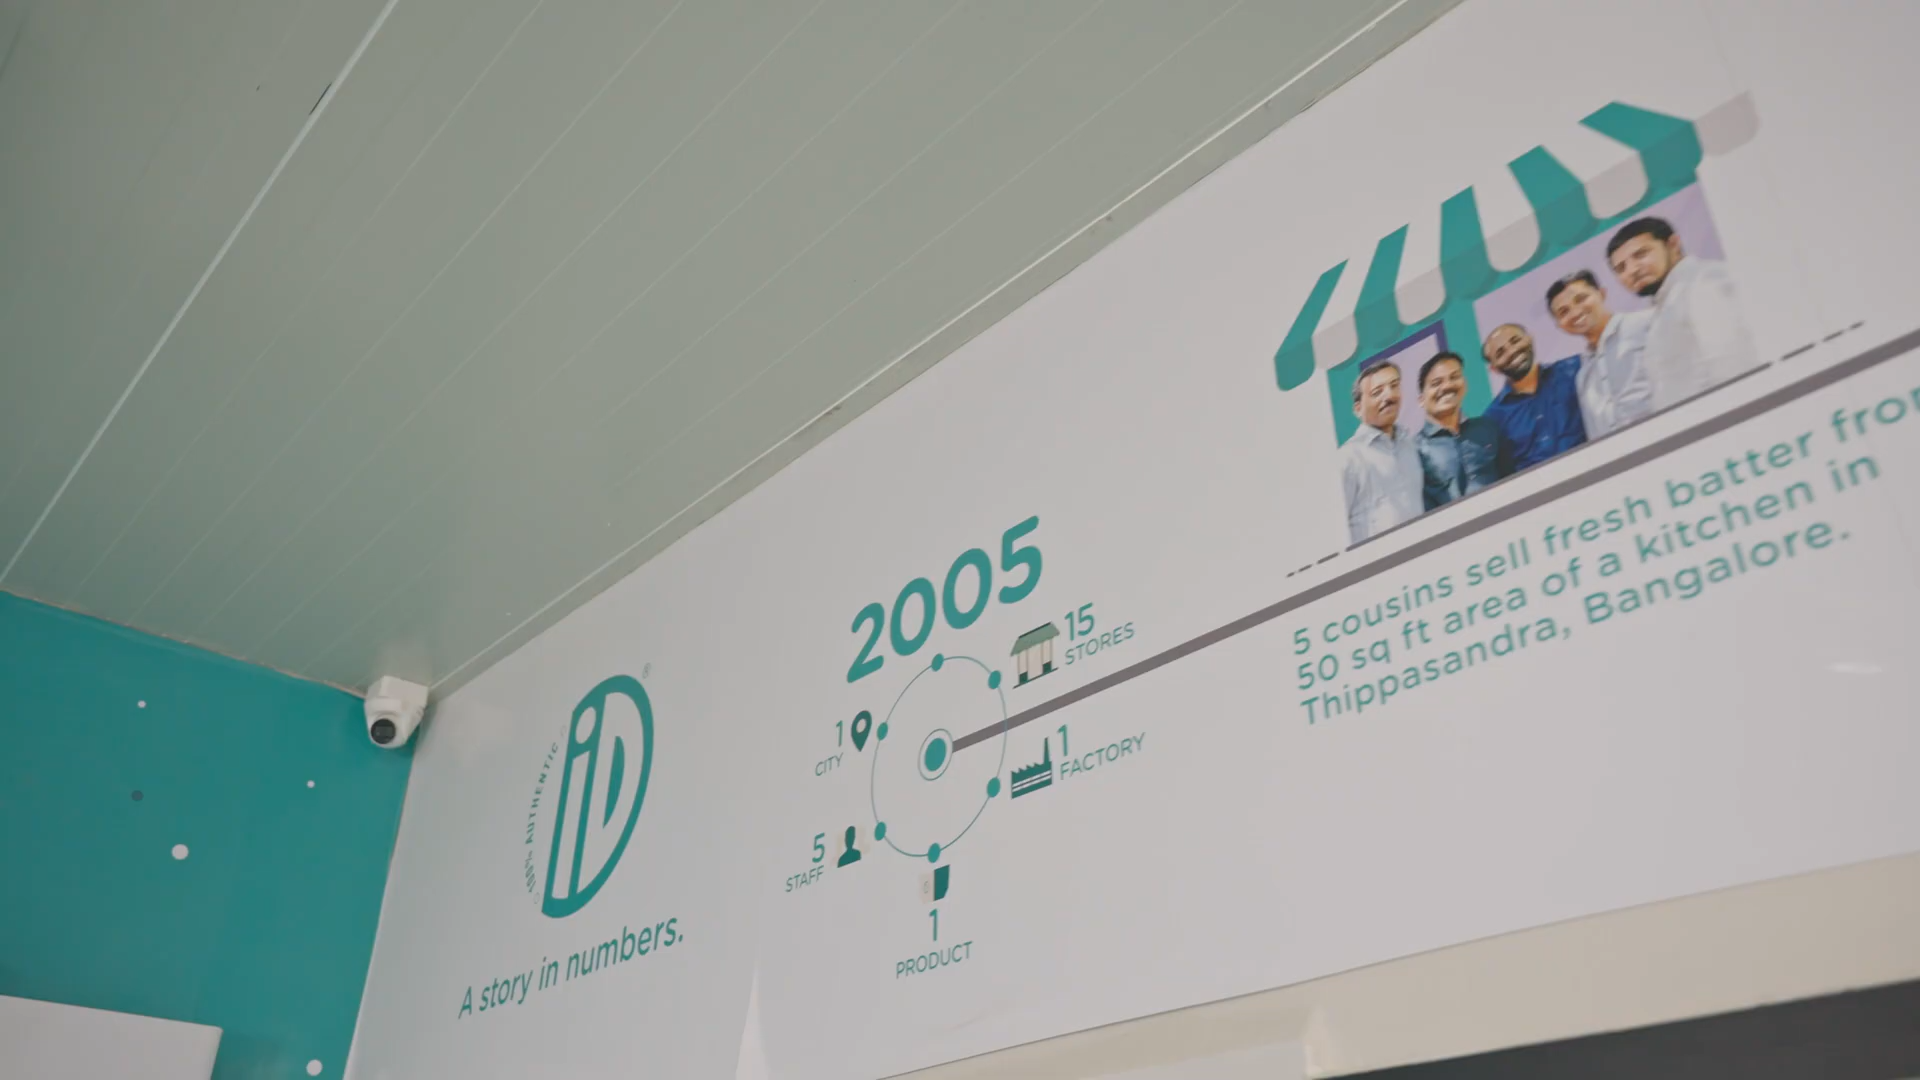 100% AUTHENTIC
iD®
A story in numbers.
2005
15
STORES
1
CITY
1
FACTORY
5
STAFF
1
PRODUCT
5 cousins sell fresh batter from
50 sq ft area of a kitchen in
Thippasandra, Bangalore.